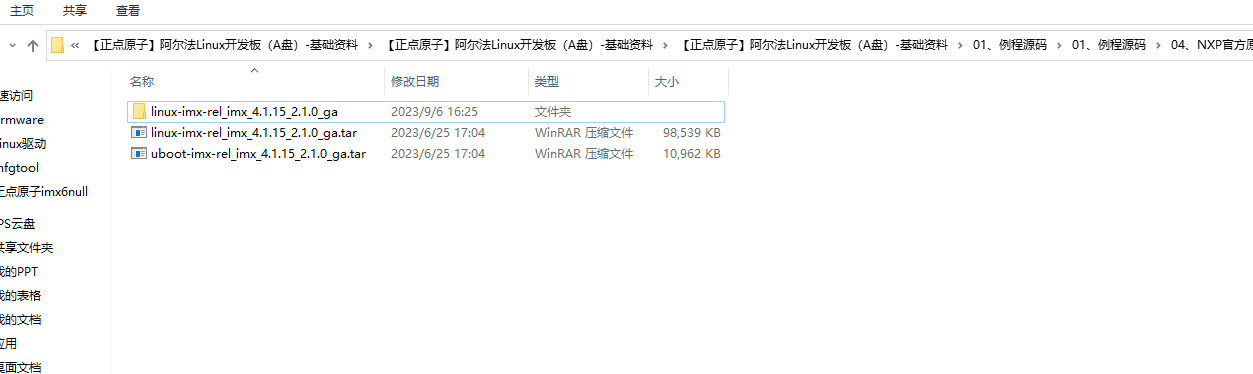 主页 共享 查看
« 【正点原子】阿尔法Linux开发板（A盘）-基础资料 › 【正点原子】阿尔法Linux开发板（A盘）-基础资料 › 【正点原子】阿尔法Linux开发板（A盘）-基础资料 › 01、例程源码 › 01、例程源码 › 04、NXP官方
名称 修改日期 类型 大小
linux-imx-rel_imx_4.1.15_2.1.0_ga 2023/9/6 16:25 文件夹
linux-imx-rel_imx_4.1.15_2.1.0_ga.tar 2023/6/25 17:04 WinRAR 压缩文件 98,539 KB
uboot-imx-rel_imx_4.1.15_2.1.0_ga.tar 2023/6/25 17:04 WinRAR 压缩文件 10,962 KB
速访问
rmware
inux驱动
nfgtool
正点原子imx6null
PS云盘
共享文件夹
我的PPT
我的表格
我的文档
应用
桌面文档